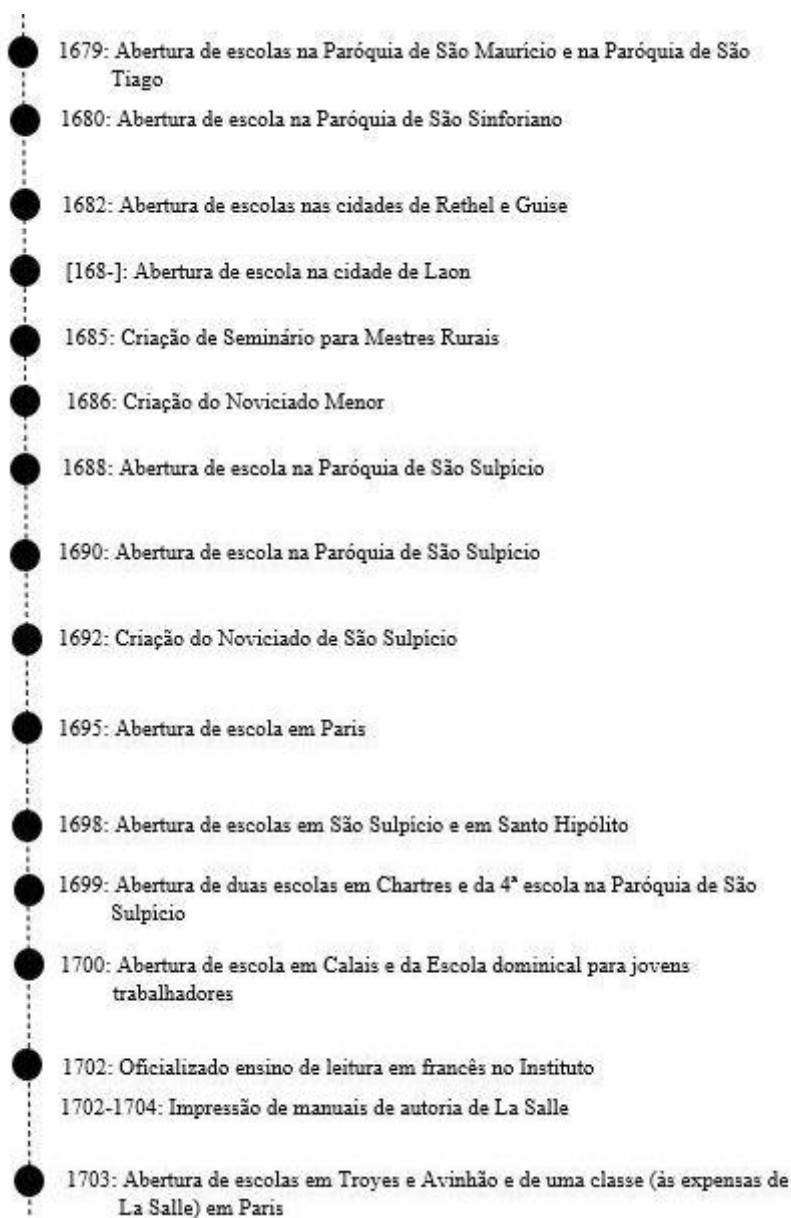 1679: Abertura de escolas na Paróquia de São Maurício e na Paróquia de São
Tiago
1680: Abertura de escola na Paróquia de São Sinforiano
1682: Abertura de escolas nas cidades de Rethel e Guise
[168-]: Abertura de escola na cidade de Laon
1685: Criação de Seminário para Mestres Rurais
1686: Criação do Noviciado Menor
1688: Abertura de escola na Paróquia de São Sulpício
1690: Abertura de escola na Paróquia de São Sulpício
1692: Criação do Noviciado de São Sulpício
1695: Abertura de escola em Paris
1698: Abertura de escolas em São Sulpício e em Santo Hipólito
1699: Abertura de duas escolas em Chartres e da 4ª escola na Paróquia de São
Sulpício
1700: Abertura de escola em Calais e da Escola dominical para jovens
trabalhadores
1702: Oficializado ensino de leitura em francês no Instituto
1702-1704: Impressão de manuais de autoria de La Salle
1703: Abertura de escolas em Troyes e Avinhão e de uma classe (às expensas de
La Salle) em Paris